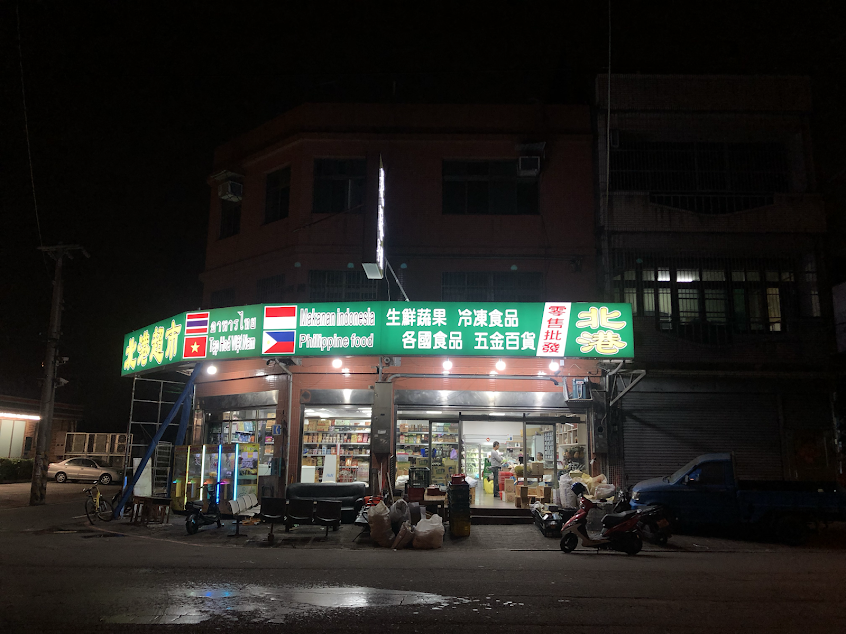 北港超市
อาหารไทย
Tạp Hoá Việt Nam
Makanan Indonesia
Philippine food
生鮮蔬果 冷凍食品
各國食品 五金百貨
零售批發
北港